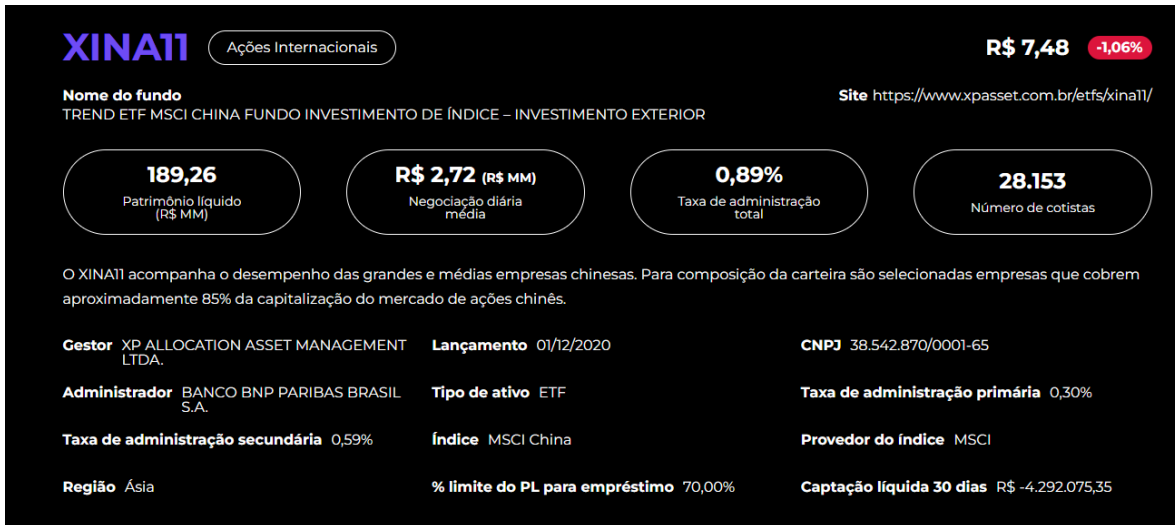 XINA11 Ações Internacionais R$ 7,48 -1,06%
Nome do fundo Site https://www.xpasset.com.br/etfs/xina11/
TREND ETF MSCI CHINA FUNDO INVESTIMENTO DE ÍNDICE – INVESTIMENTO EXTERIOR
189,26
Patrimônio líquido
(R$ MM)
R$ 2,72 (R$ MM)
Negociação diária
média
0,89%
Taxa de administração
total
28.153
Número de cotistas
O XINA11 acompanha o desempenho das grandes e médias empresas chinesas. Para composição da carteira são selecionadas empresas que cobrem
aproximadamente 85% da capitalização do mercado de ações chinês.
Gestor XP ALLOCATION ASSET MANAGEMENT
LTDA.
Lançamento 01/12/2020
CNPJ 38.542.870/0001-65
Administrador BANCO BNP PARIBAS BRASIL
S.A.
Tipo de ativo ETF
Taxa de administração primária 0,30%
Taxa de administração secundária 0,59%
Índice MSCI China
Provedor do índice MSCI
Região Ásia
% limite do PL para empréstimo 70,00%
Captação líquida 30 dias R$ -4.292.075,35